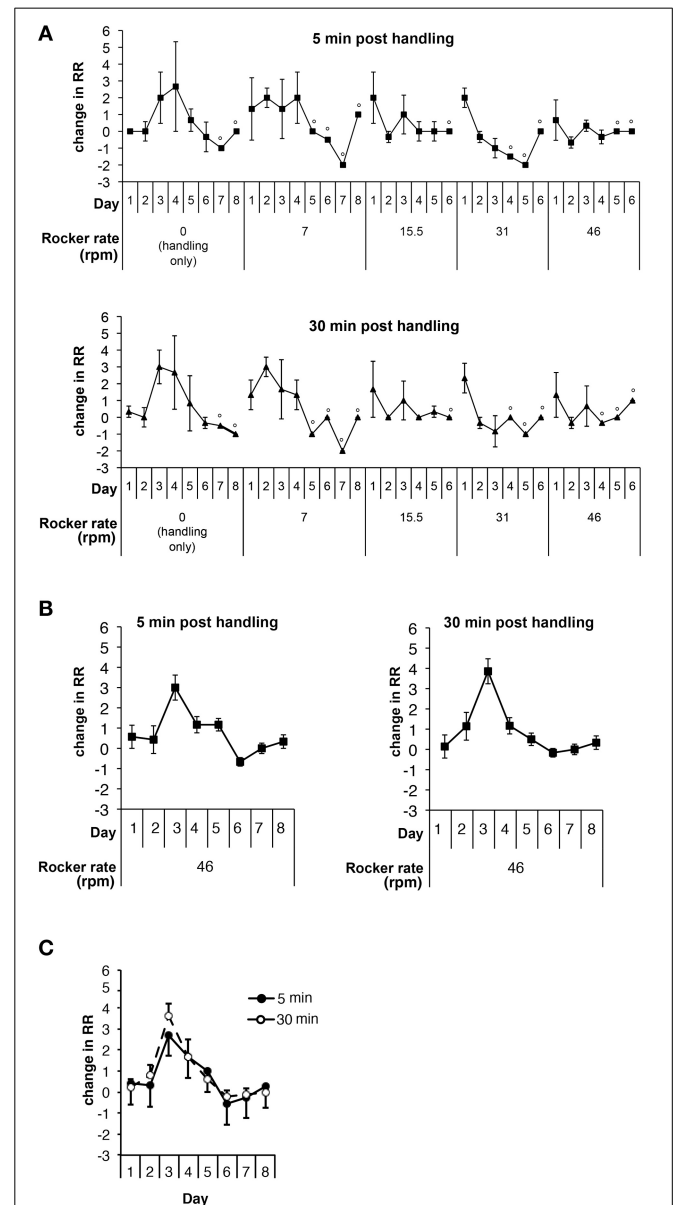 A
5 min post handling
change in RR
6
5
4
3
2
1
0
-1
-2
-3
Day 1 2 3 4 5 6 7 8 1 2 3 4 5 6 7 8 1 2 3 4 5 6 1 2 3 4 5 6 1 2 3 4 5 6
Rocker rate 0 7 15.5 31 46
(rpm) (handling
only)
30 min post handling
change in RR
6
5
4
3
2
1
0
-1
-2
-3
Day 1 2 3 4 5 6 7 8 1 2 3 4 5 6 7 8 1 2 3 4 5 6 1 2 3 4 5 6 1 2 3 4 5 6
Rocker rate 0 7 15.5 31 46
(rpm) (handling
only)
B
5 min post handling
change in RR
6
5
4
3
2
1
0
-1
-2
-3
Day 1 2 3 4 5 6 7 8
Rocker rate 46
(rpm)
30 min post handling
change in RR
6
5
4
3
2
1
0
-1
-2
-3
Day 1 2 3 4 5 6 7 8
Rocker rate 46
(rpm)
C
change in RR
6
5
4
3
2
1
0
-1
-2
-3
5 min
30 min
1 2 3 4 5 6 7 8
Day